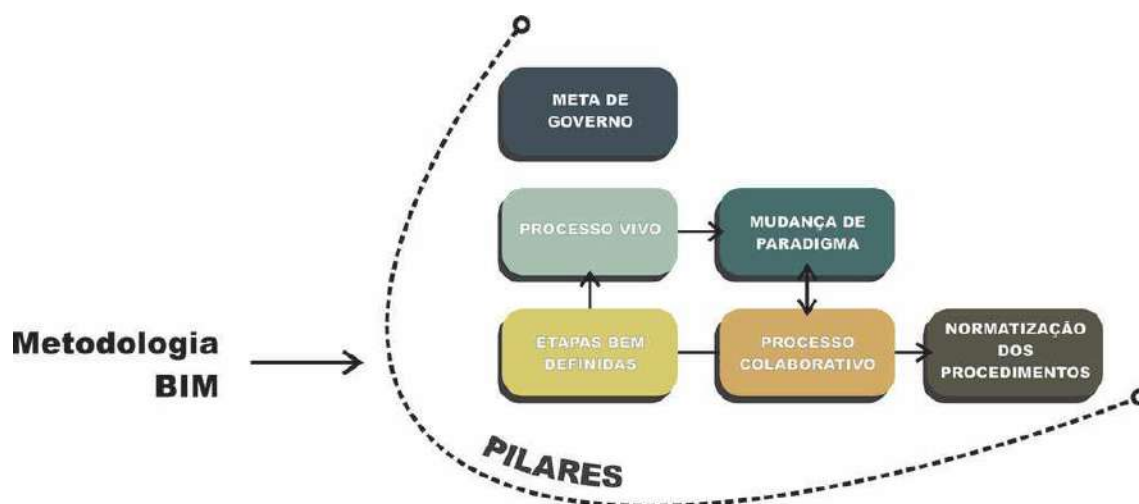 META DE
GOVERNO
PROCESSO VIVO
MUDANÇA DE
PARADIGMA
Metodologia
BIM
ETAPAS BEM
DEFINIDAS
PROCESSO
COLABORATIVO
NORMATIZAÇÃO
DOS
PROCEDIMENTOS
PILARES